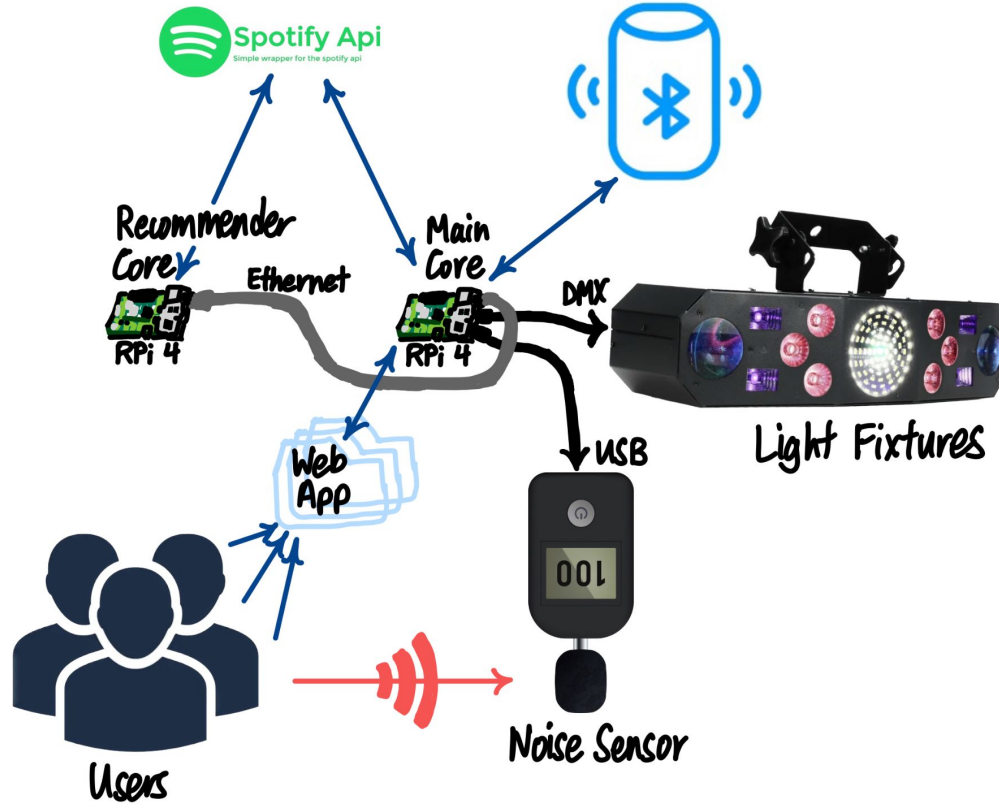 Spotify Api
Simple wrapper for the spotify api
Recommender
Core
Main
Core
Ethernet
DMX
RPi 4
RPi 4
Web
App
USB
Light Fixtures
100
Noise Sensor
Users